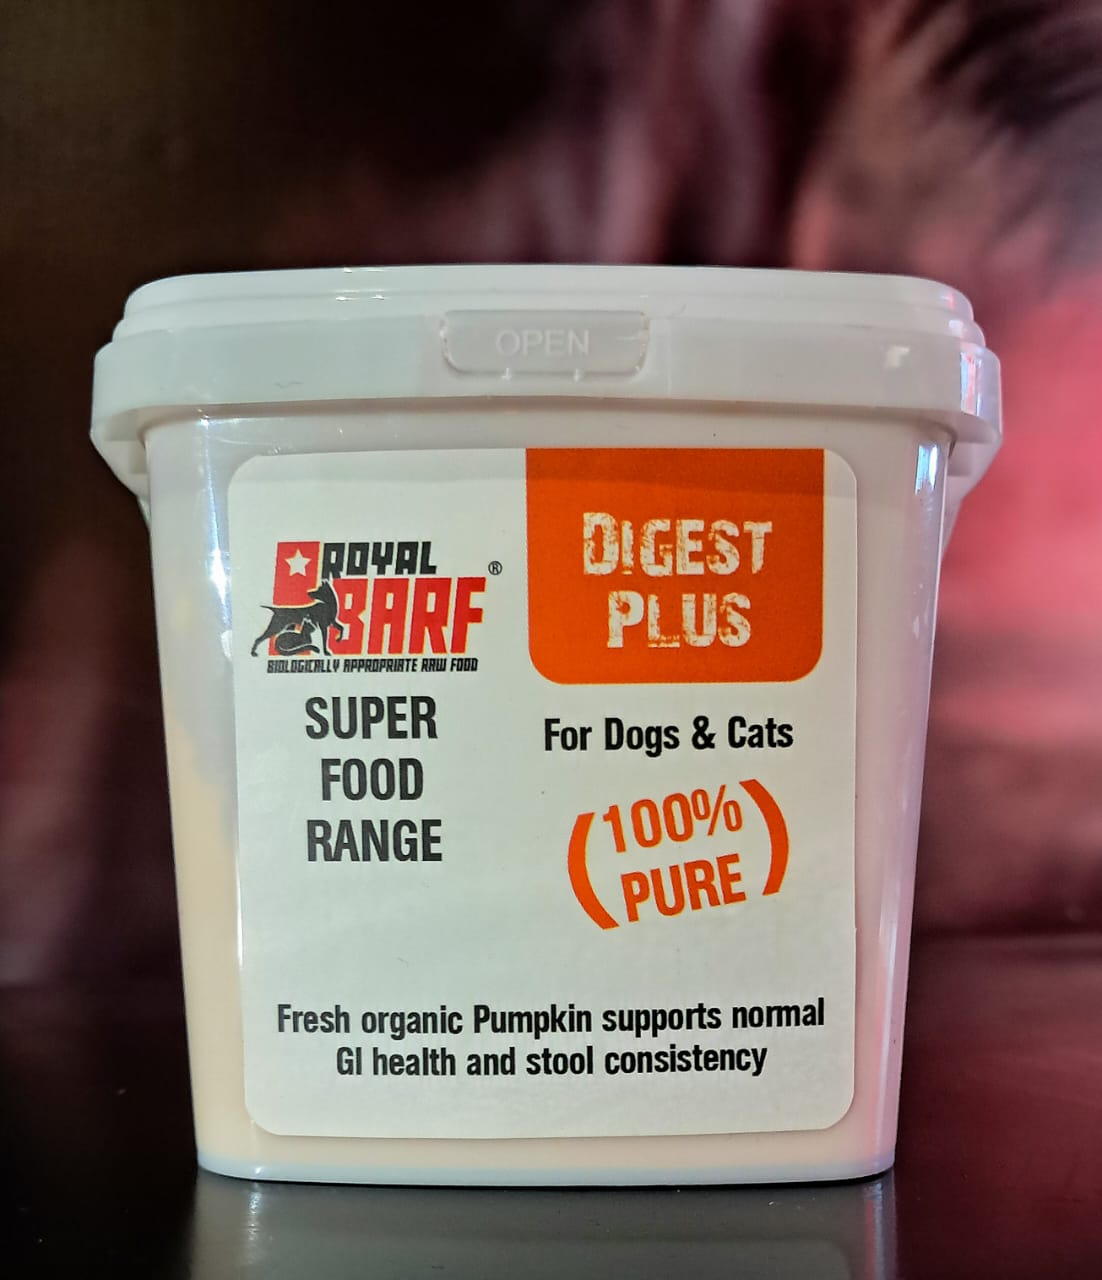 OPEN
ROYAL
BARF®
BIOLOGICALLY APPROPRIATE RAW FOOD
SUPER
FOOD
RANGE
DIGEST
PLUS
For Dogs & Cats
(100%
PURE)
Fresh organic Pumpkin supports normal
GI health and stool consistency